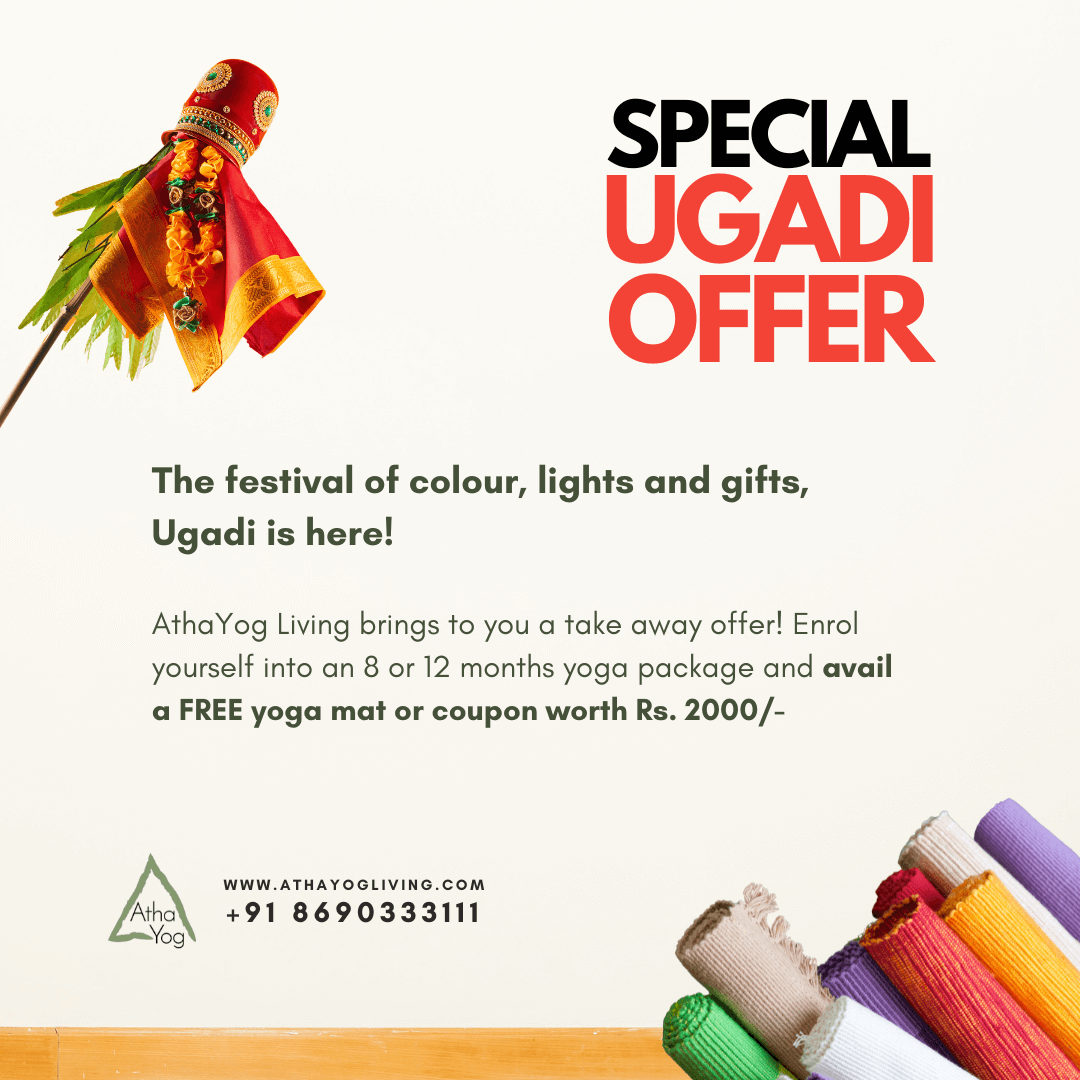 SPECIAL
UGADI
OFFER
The festival of colour, lights and gifts,
Ugadi is here!
AthaYog Living brings to you a take away offer! Enrol
yourself into an 8 or 12 months yoga package and avail
a FREE yoga mat or coupon worth Rs. 2000/-
Atha
Yog
WWW.ATHAYOGLIVING.COM
+91 8690333111